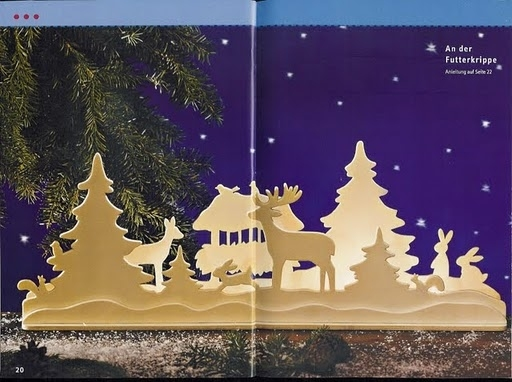 An der
Futterkrippe
Anleitung auf Seite 22
20